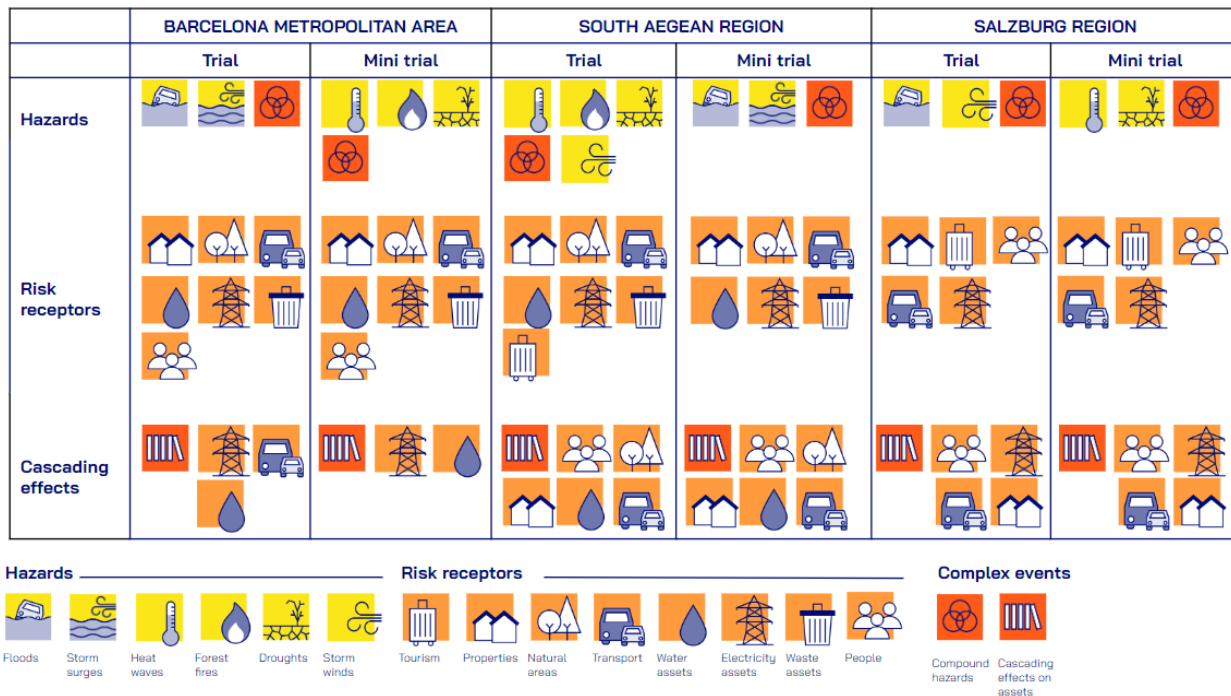 BARCELONA METROPOLITAN AREA SOUTH AEGEAN REGION SALZBURG REGION
Trial Mini trial Trial Mini trial Trial Mini trial
Hazards
Risk
receptors
Cascading
effects
Hazards Risk receptors Complex events
Floods Storm Heat Forest Droughts Storm Tourism Properties Natural Transport Water Electricity Waste assets People
surges waves fires winds areas assets assets
Compound Cascading
hazards effects on
assets